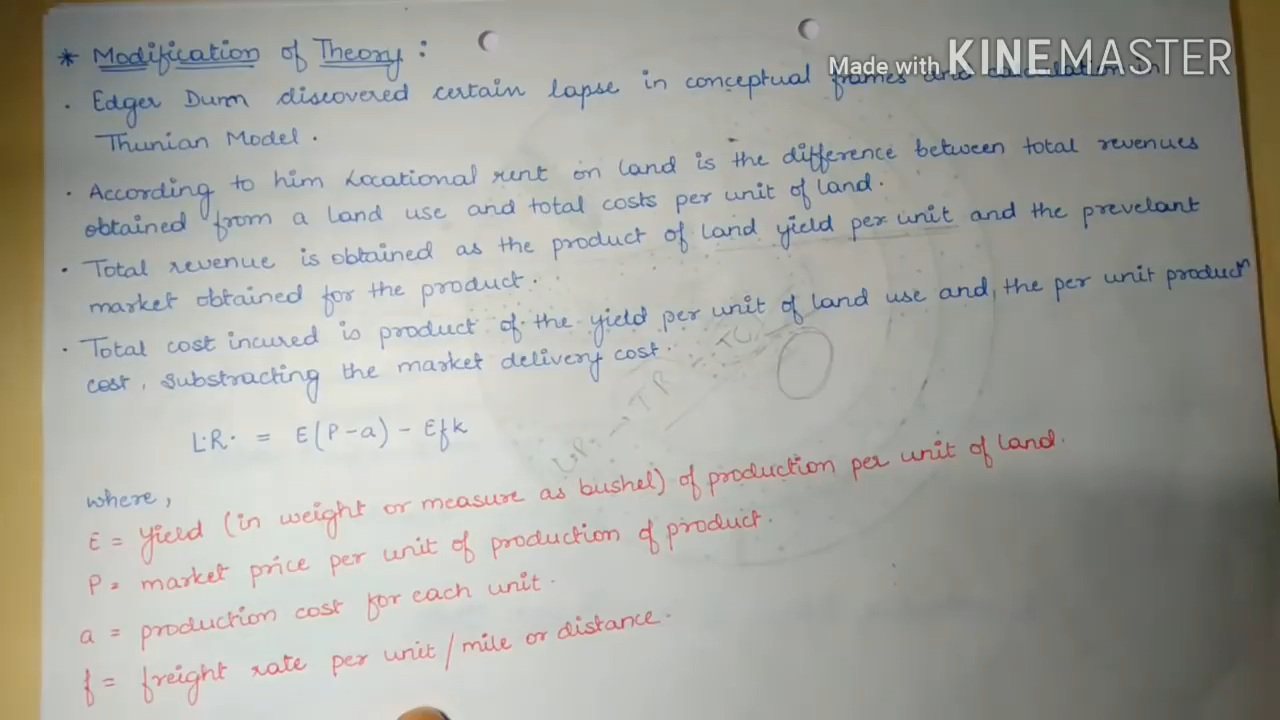 Made with KINEMASTER
* Modification of Theory :
· Edger Dunn discovered certain lapse in conceptual frames and calculation in
Thunian Model .
· According to him Locational rent on land is the difference between total revenues
obtained from a land use and total costs per unit of land.
· Total revenue is obtained as the product of land yield per unit and the prevelant
market obtained for the product.
· Total cost incured is product of the yield per unit of land use and, the per unit product
cost, substracting the market delivery cost.
L.R. = E(P-a) - Efk
where,
E = Yield (in weight or measure as bushel) of production per unit of land.
P = market price per unit of production of product.
a = production cost for each unit.
f = freight rate per unit/mile or distance.